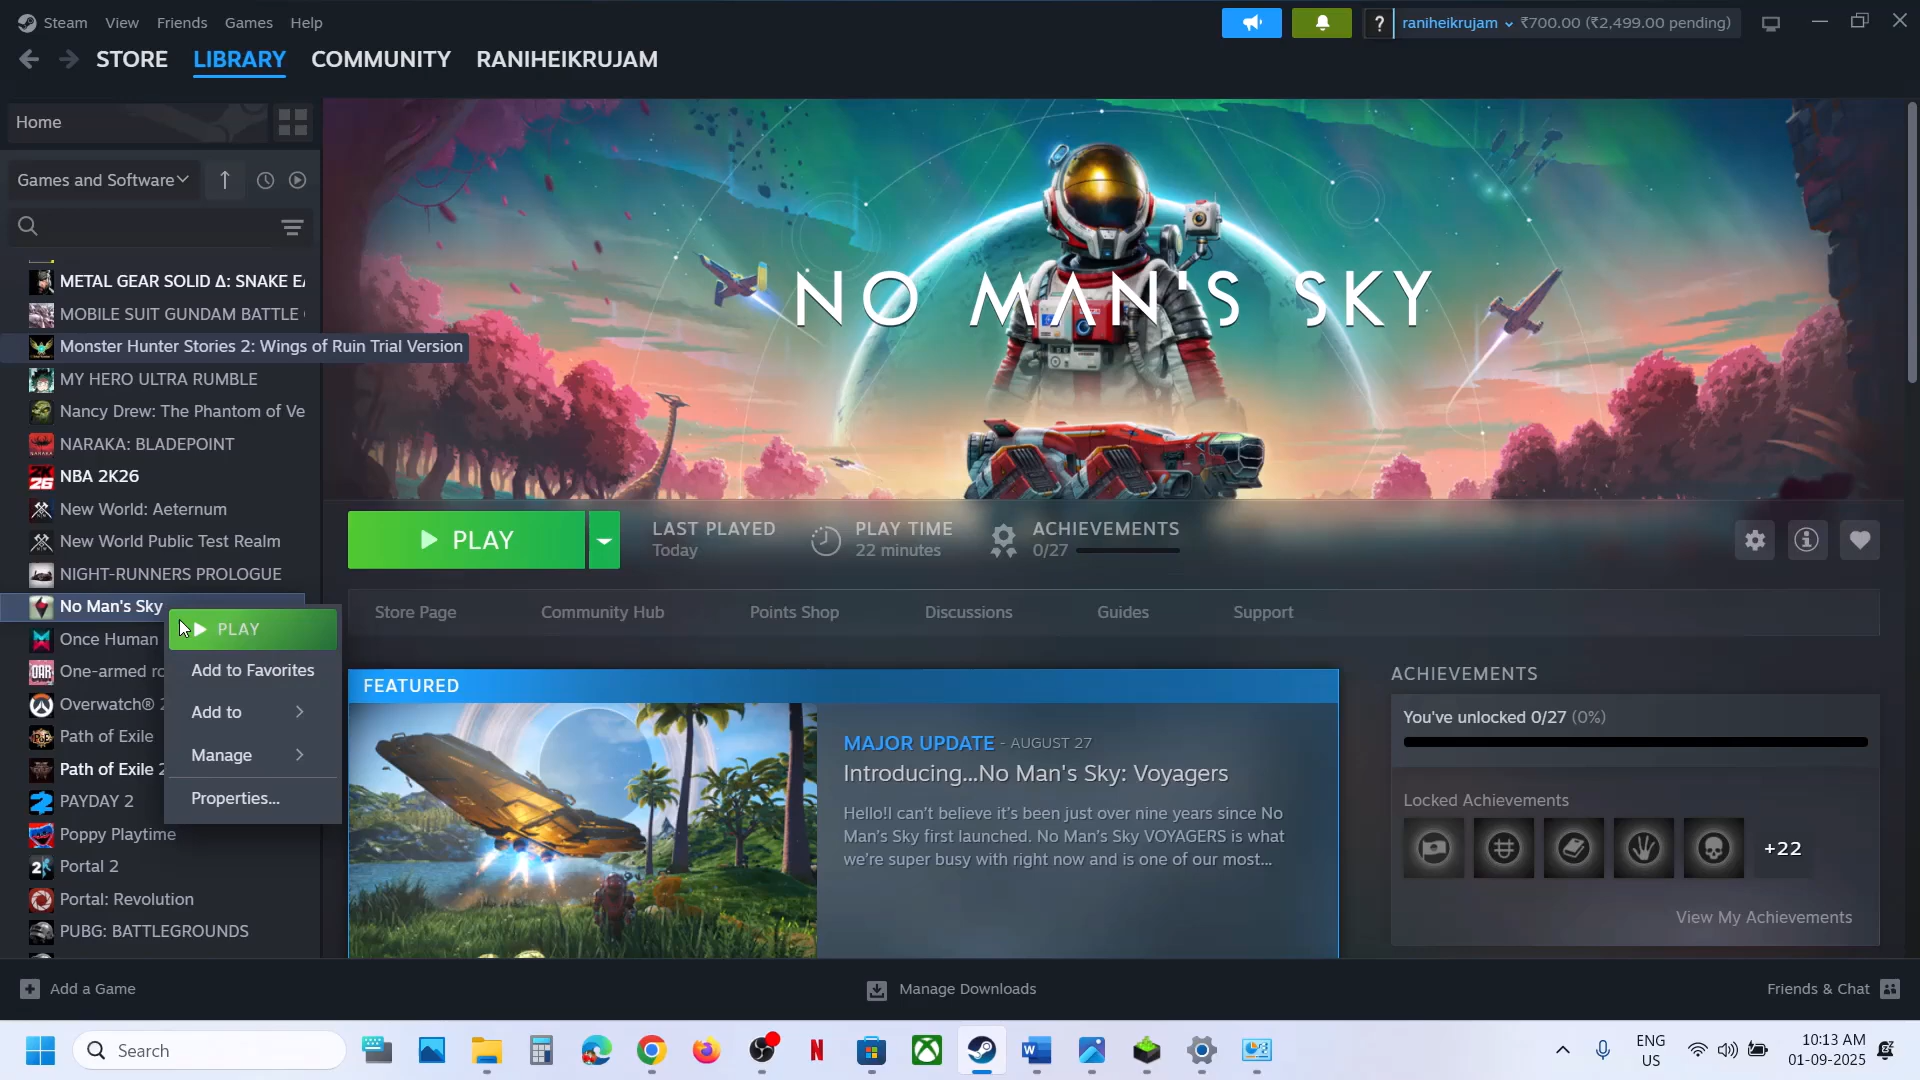 Steam View Friends Games Help
raniheikrujam ₹700.00 (₹2,499.00 pending)
STORE LIBRARY COMMUNITY RANIHEIKRUJAM
Home
Games and Software
METAL GEAR SOLID Δ: SNAKE EA
MOBILE SUIT GUNDAM BATTLE
Monster Hunter Stories 2: Wings of Ruin Trial Version
MY HERO ULTRA RUMBLE
Nancy Drew: The Phantom of Ve
NARAKA: BLADEPOINT
NBA 2K26
New World: Aeternum
New World Public Test Realm
NIGHT-RUNNERS PROLOGUE
No Man's Sky
Once Human
One-armed ro
Overwatch® 2
Path of Exile
Path of Exile 2
PAYDAY 2
Poppy Playtime
Portal 2
Portal: Revolution
PUBG: BATTLEGROUNDS
PLAY
Add to Favorites
Add to
Manage
Properties...
NO MAN'S SKY
PLAY
LAST PLAYED
Today
PLAY TIME
22 minutes
ACHIEVEMENTS
0/27
Store Page Community Hub Points Shop Discussions Guides Support
FEATURED
MAJOR UPDATE - AUGUST 27
Introducing...No Man's Sky: Voyagers
Hello!I can't believe it's been just over nine years since No
Man's Sky first launched. No Man's Sky VOYAGERS is what
we're super busy with right now and is one of our most...
ACHIEVEMENTS
You've unlocked 0/27 (0%)
Locked Achievements
+22
View My Achievements
Add a Game
Manage Downloads
Friends & Chat
Search
ENG
US
10:13 AM
01-09-2025